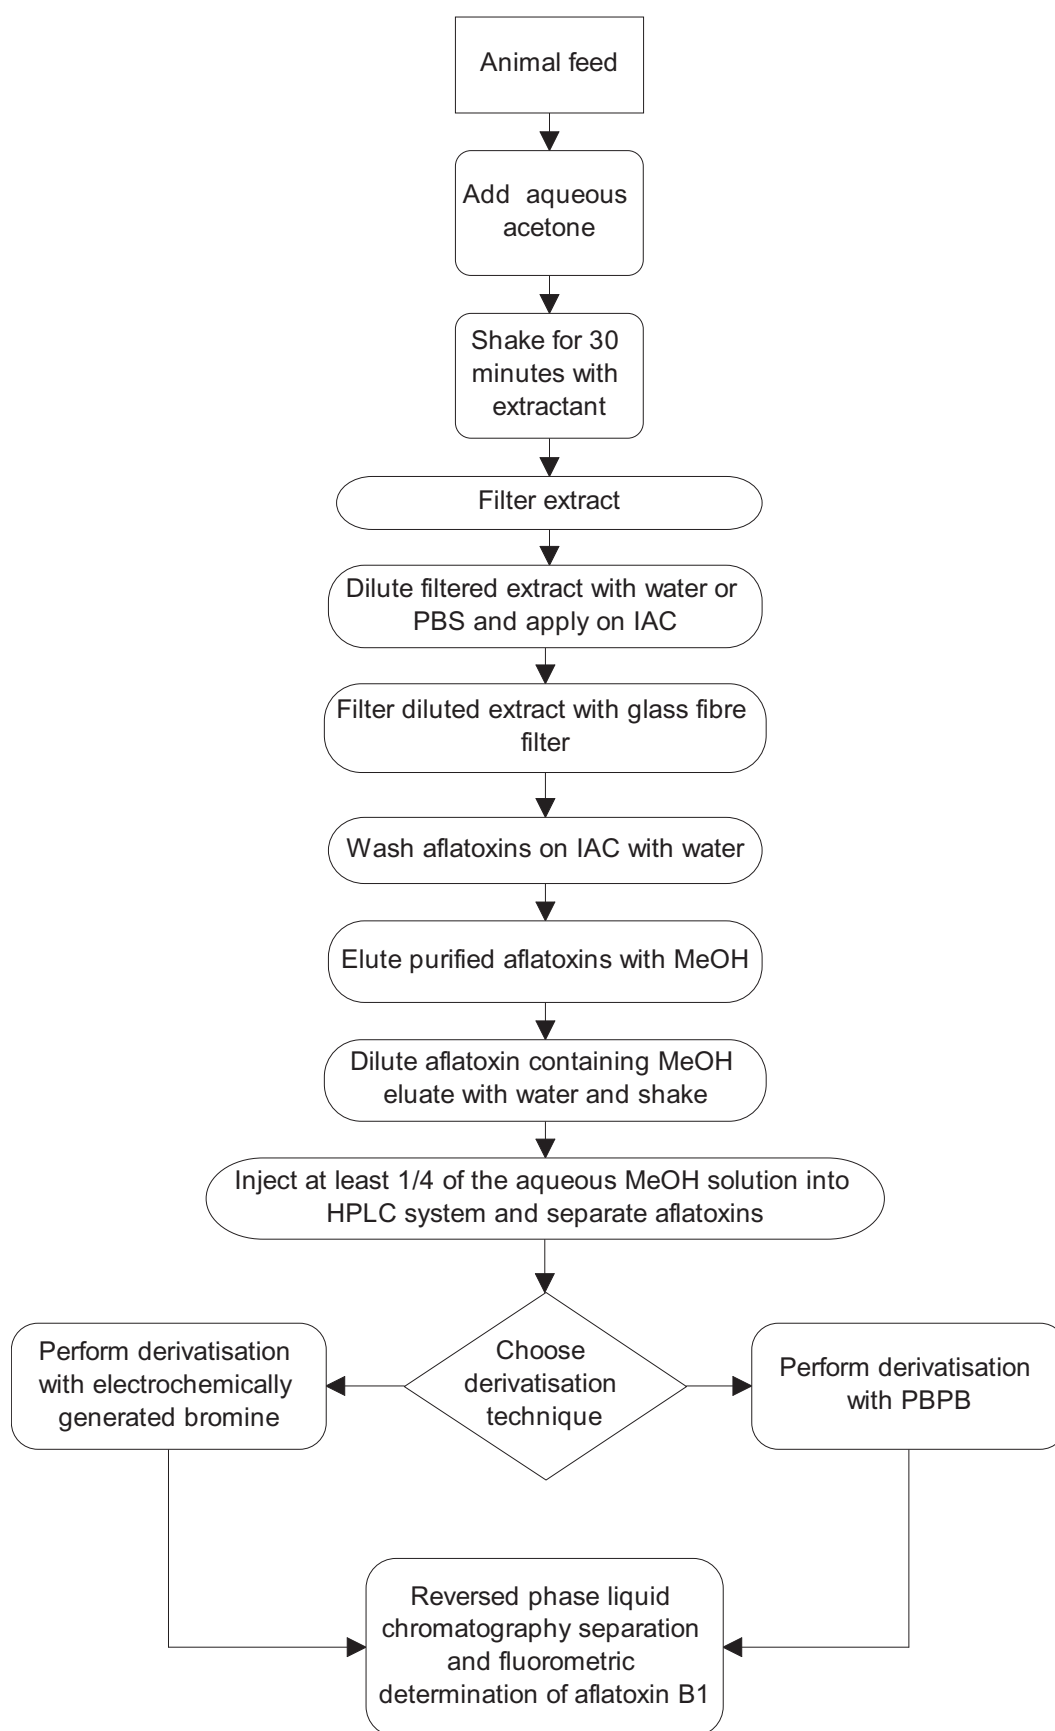 Animal feed
Add aqueous
acetone
Shake for 30
minutes with
extractant
Filter extract
Dilute filtered extract with water or
PBS and apply on IAC
Filter diluted extract with glass fibre
filter
Wash aflatoxins on IAC with water
Elute purified aflatoxins with MeOH
Dilute aflatoxin containing MeOH
eluate with water and shake
Inject at least 1/4 of the aqueous MeOH solution into
HPLC system and separate aflatoxins
Choose
derivatisation
technique
Perform derivatisation
with electrochemically
generated bromine
Perform derivatisation
with PBPB
Reversed phase liquid
chromatography separation
and fluorometric
determination of aflatoxin B1